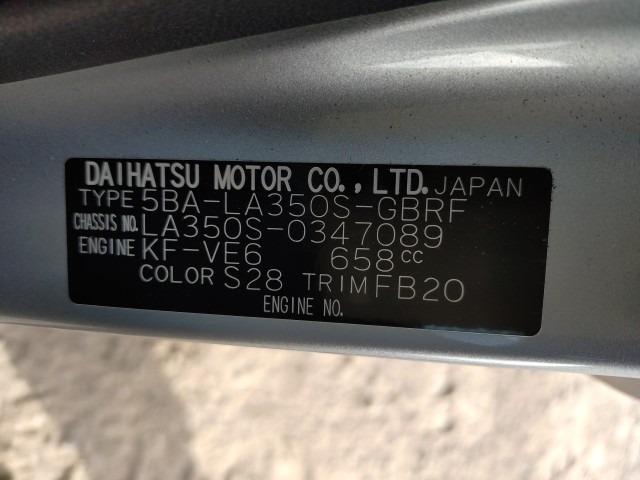 DAIHATSU MOTOR CO., LTD. JAPAN
TYPE 5BA-LA350S-GBRF
CHASSIS NO. LA350S-0347089
ENGINE KF-VE6 658cc
COLOR S28 TRIM FB20
ENGINE NO.